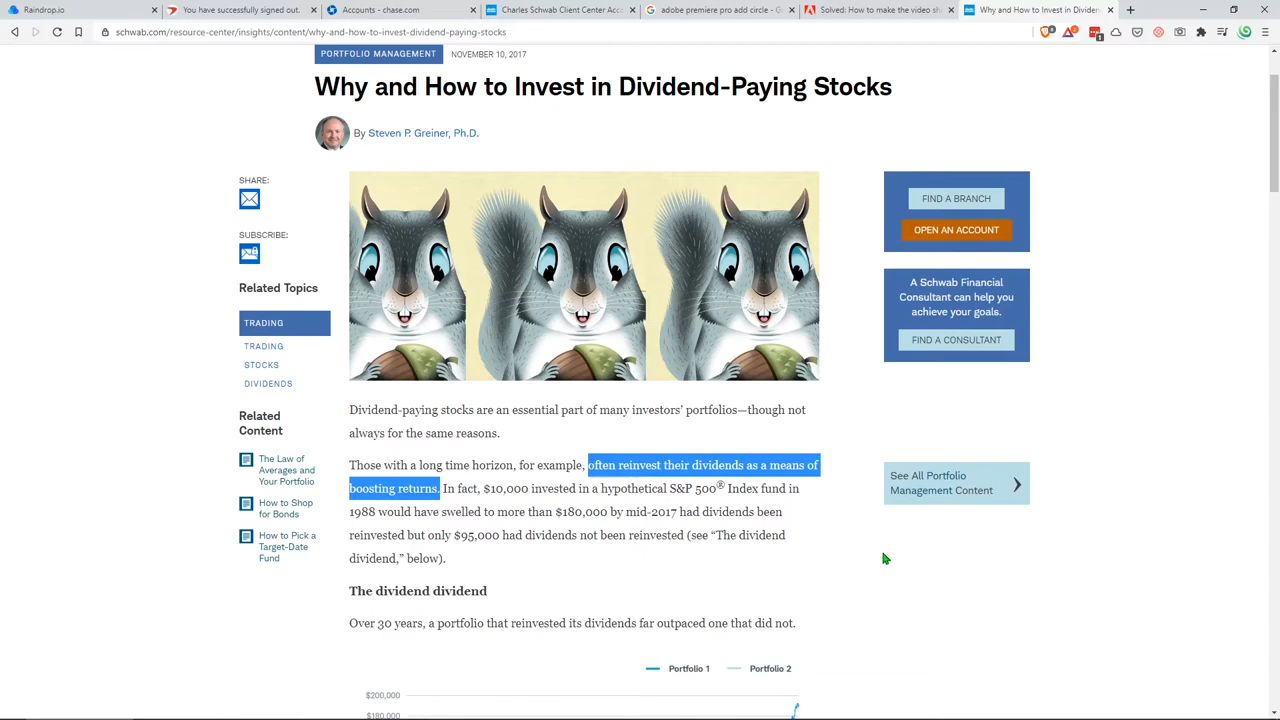 Raindrop.io
You have successfully signed out.
Accounts - chase.com
Charles Schwab Client Center Acc
adobe premiere pro add circle - G
Solved: How to make the video sh
Why and How to Invest in Dividen
schwab.com/resource-center/insights/content/why-and-how-to-invest-dividend-paying-stocks
PORTFOLIO MANAGEMENT NOVEMBER 10, 2017
Why and How to Invest in Dividend-Paying Stocks
By Steven P. Greiner, Ph.D.
SHARE:
SUBSCRIBE:
Related Topics
TRADING
TRADING
STOCKS
DIVIDENDS
Related
Content
The Law of
Averages and
Your Portfolio
How to Shop
for Bonds
How to Pick a
Target-Date
Fund
Dividend-paying stocks are an essential part of many investors' portfolios—though not
always for the same reasons.
Those with a long time horizon, for example, often reinvest their dividends as a means of
boosting returns. In fact, $10,000 invested in a hypothetical S&P 500® Index fund in
1988 would have swelled to more than $180,000 by mid-2017 had dividends been
reinvested but only $95,000 had dividends not been reinvested (see “The dividend
dividend,” below).
The dividend dividend
Over 30 years, a portfolio that reinvested its dividends far outpaced one that did not.
Portfolio 1 Portfolio 2
$200,000
$180,000
FIND A BRANCH
OPEN AN ACCOUNT
A Schwab Financial
Consultant can help you
achieve your goals.
FIND A CONSULTANT
See All Portfolio
Management Content